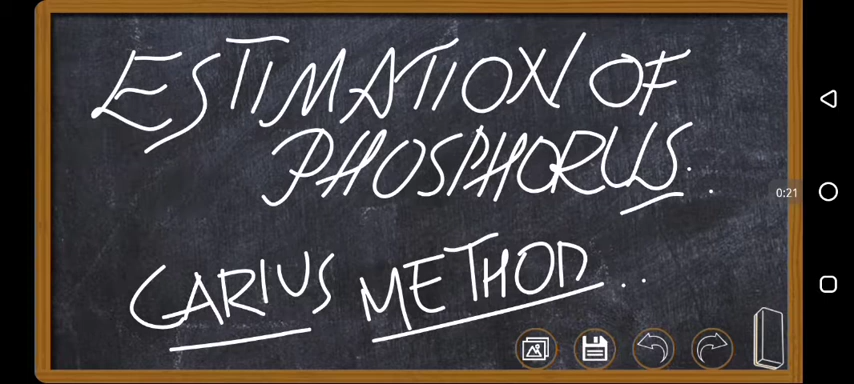 ESTIMATION OF
PHOSPHORUS..
CARIUS METHOD..
0:21